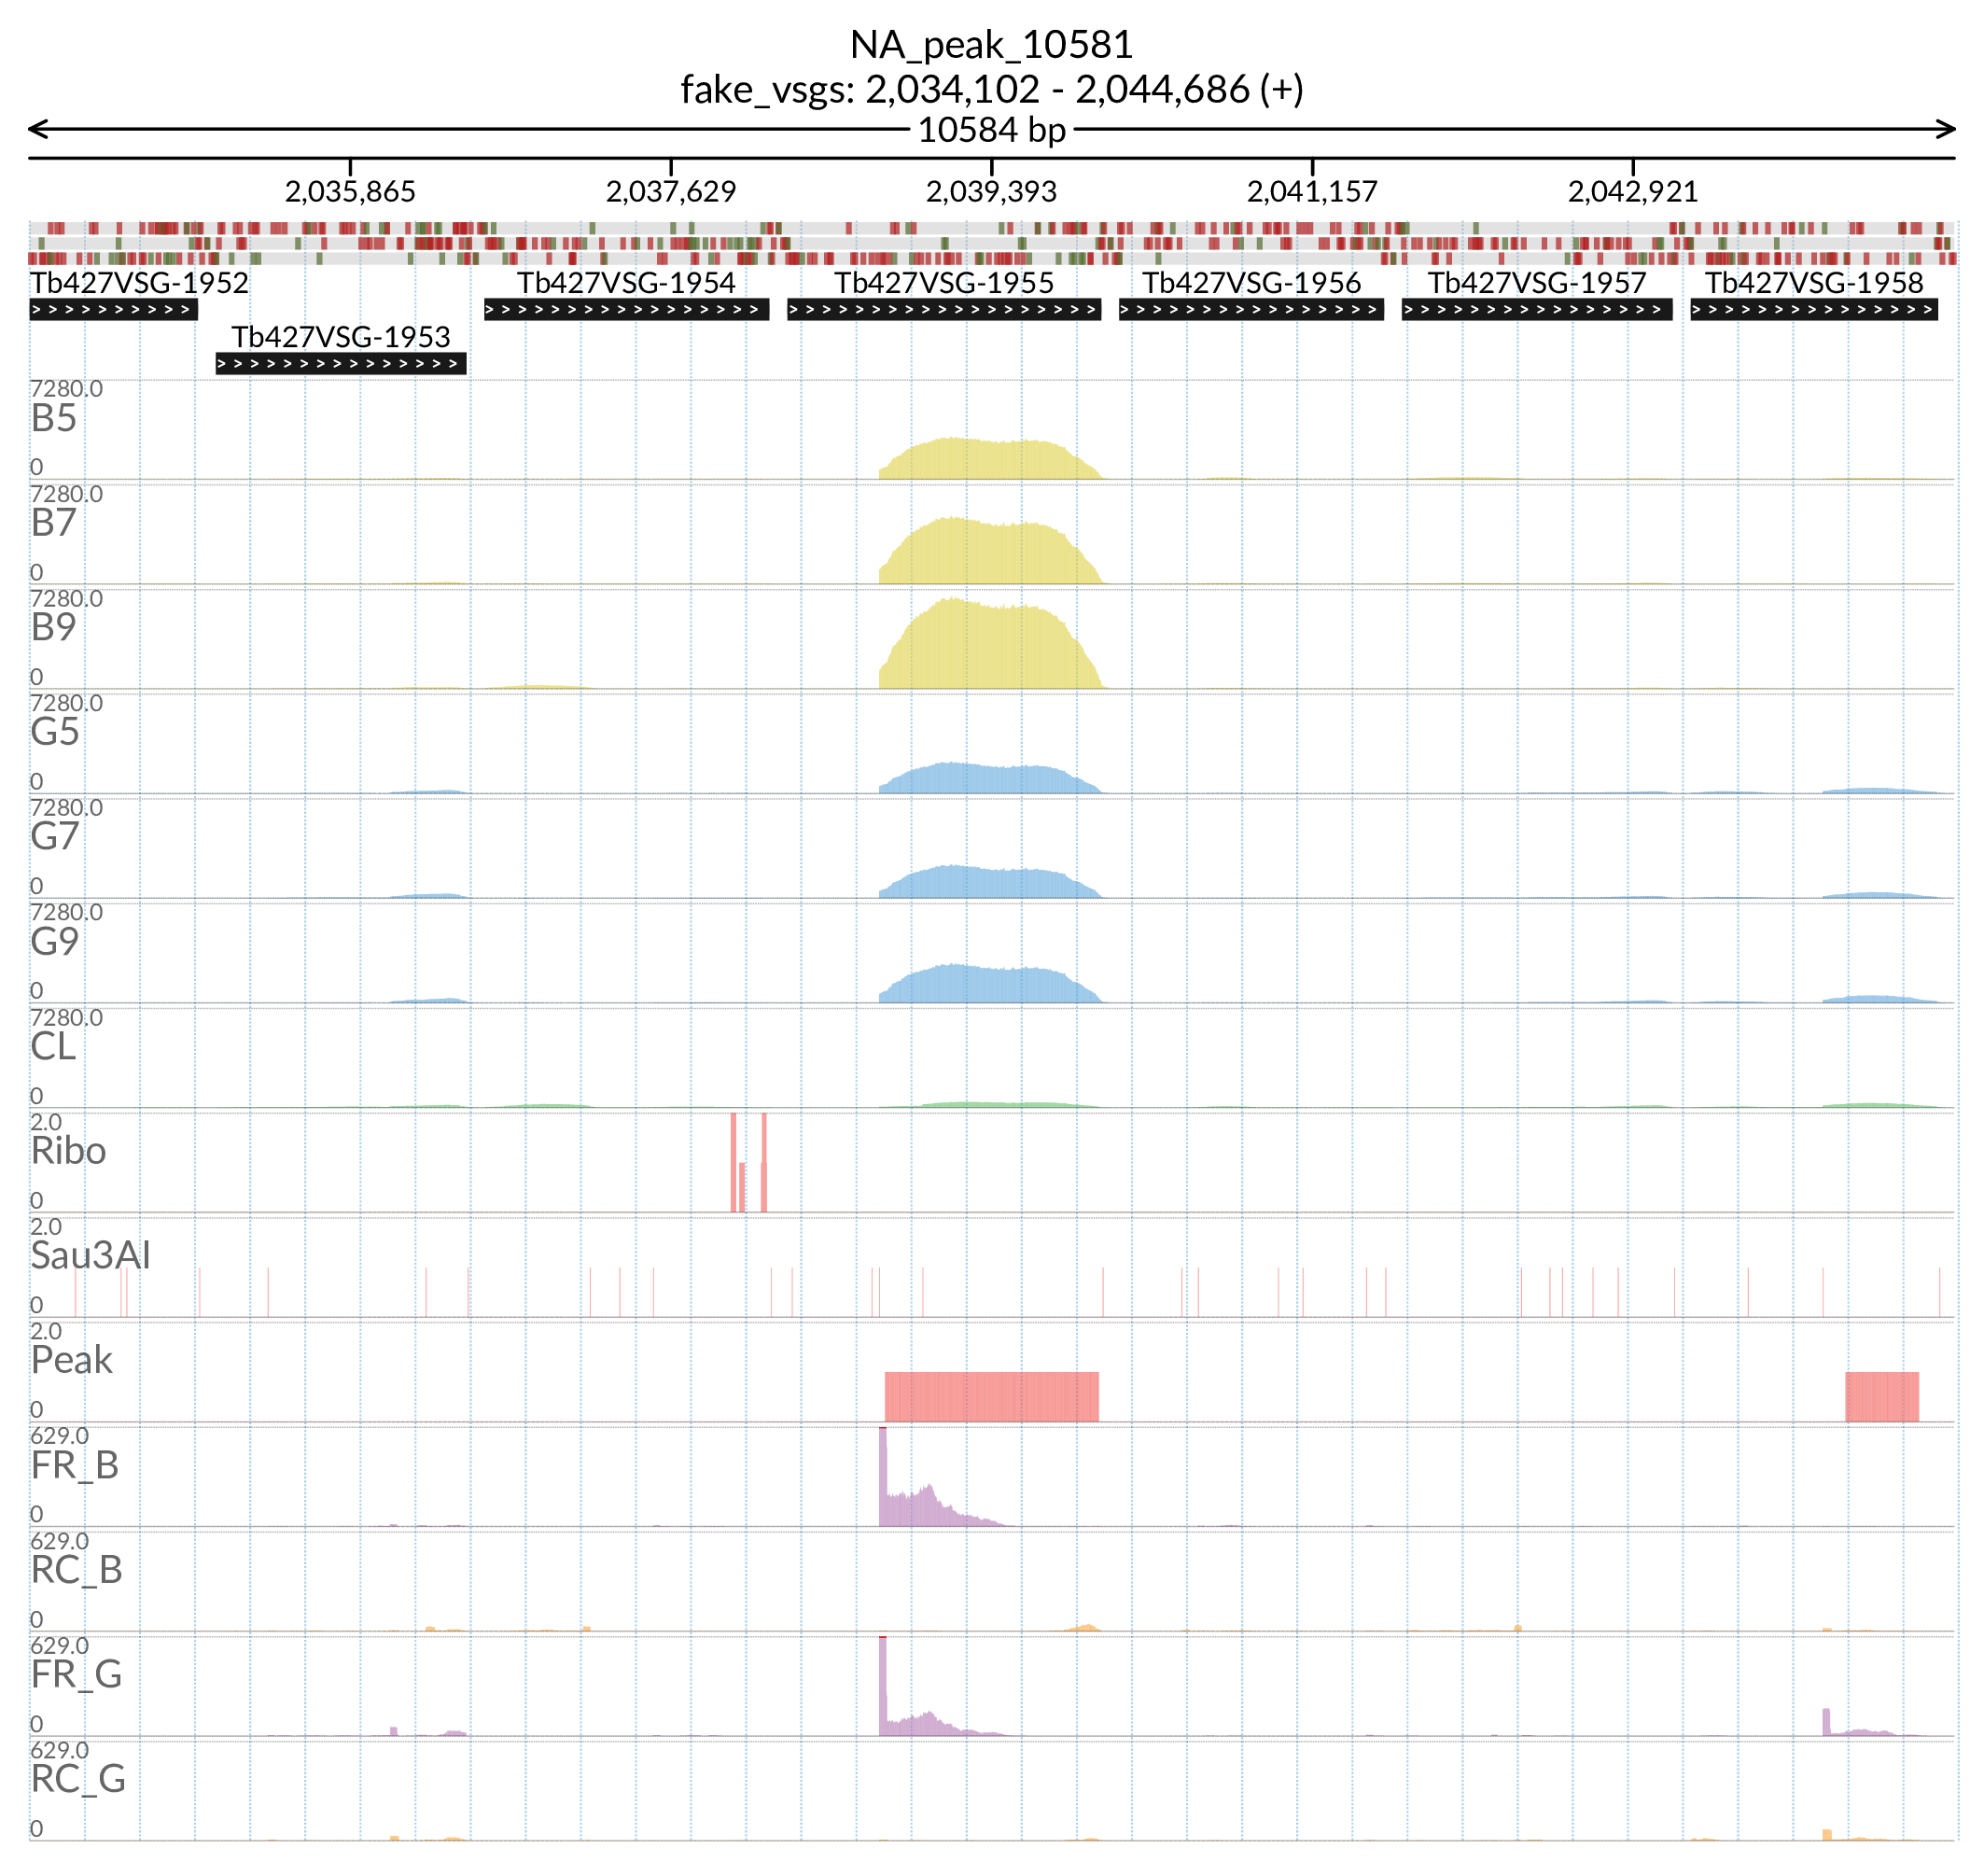 NA_peak_10581
fake_vsgs: 2,034,102 - 2,044,686 (+)
10584 bp
2,035,865 2,037,629 2,039,393 2,041,157 2,042,921
Tb427VSG-1952 Tb427VSG-1954 Tb427VSG-1955 Tb427VSG-1956 Tb427VSG-1957 Tb427VSG-1958
Tb427VSG-1953
7280.0
B5
0
7280.0
B7
0
7280.0
B9
0
7280.0
G5
0
7280.0
G7
0
7280.0
G9
0
7280.0
CL
0
2.0
Ribo
0
2.0
Sau3AI
0
2.0
Peak
0
629.0
FR_B
0
629.0
RC_B
0
629.0
FR_G
0
629.0
RC_G
0